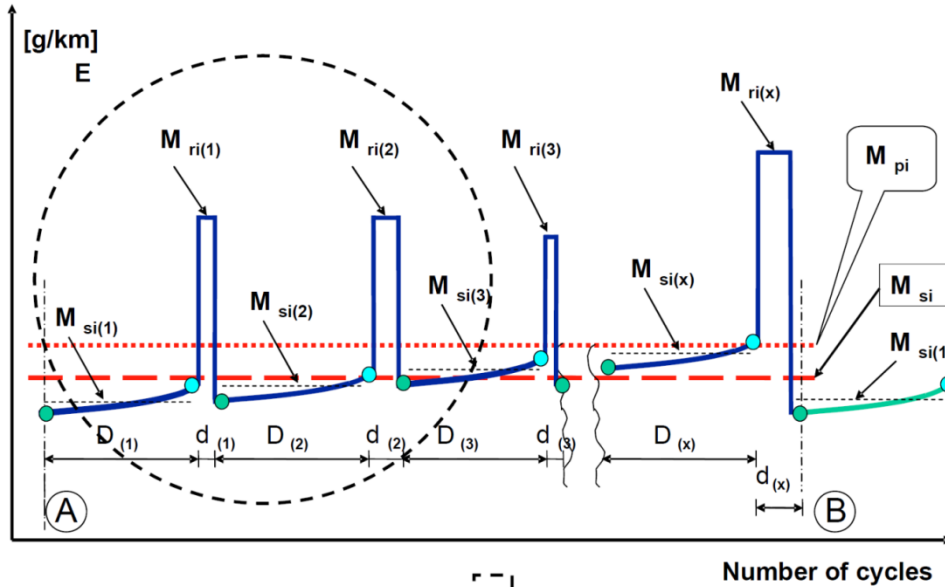 [g/km]
E
M ri(1)
M ri(2)
M ri(3)
M ri(x)
M pi
M si(1)
M si(2)
M si(3)
M si(x)
M si
M si(1
D (1)
d (1)
D (2)
d (2)
D (3)
d (3)
D (x)
d (x)
A
B
Number of cycles